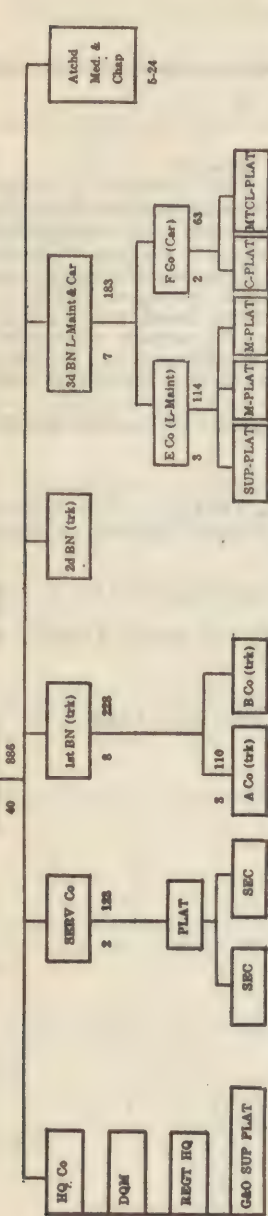 40 886
HQ Co
DQM
REGT HQ
G&O SUP PLAT
SERV Co
2 123
PLAT
SEC SEC
1st BN (trk)
8 228
3 110
A Co (trk) B Co (trk)
2d BN (trk)
3d BN L-Maint & Car
7 183
E Co (L-Maint) F Co (Car)
3 114 2 63
SUP-PLAT M-PLAT M-PLAT C-PLAT MTCL-PLAT
Atchd
Med. &
Chap
5-24